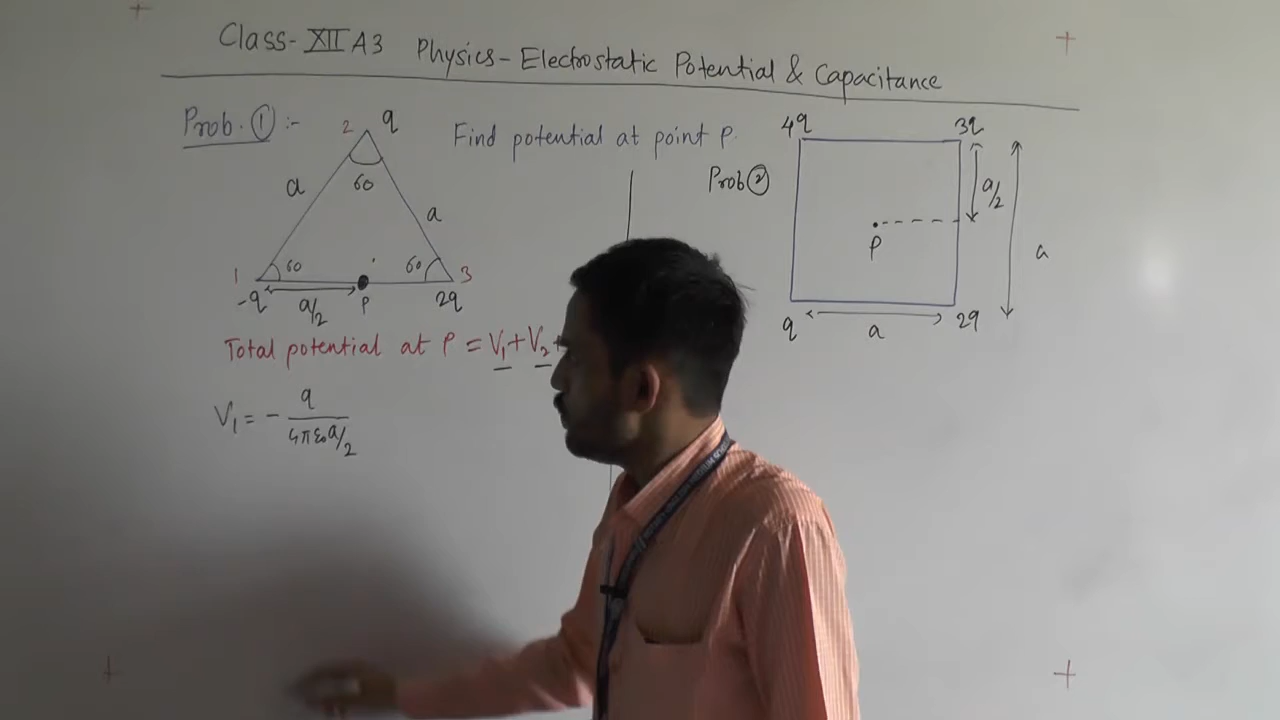 Class-XII A3 Physics - Electrostatic Potential & Capacitance
Prob. ① :-
Find potential at point P.
2 q
60
a
a
1
60
60
3
-q
a/2
P
2q
Total potential at P = V₁+V₂+
V₁ = - q / 4πε₀a/2
Prob ②
4q
3q
a/2
P
a
q
a
2q